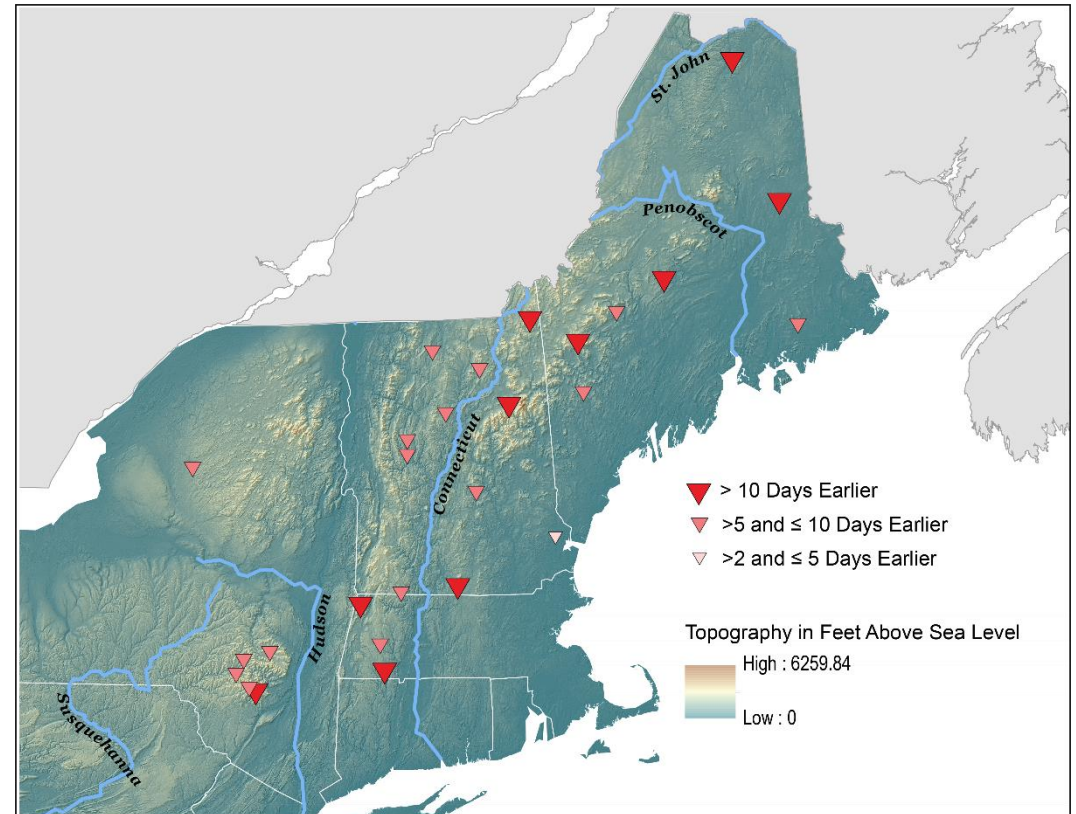 St. John
Penobscot
Connecticut
Hudson
Susquehanna
> 10 Days Earlier
>5 and ≤ 10 Days Earlier
>2 and ≤ 5 Days Earlier
Topography in Feet Above Sea Level
High : 6259.84
Low : 0